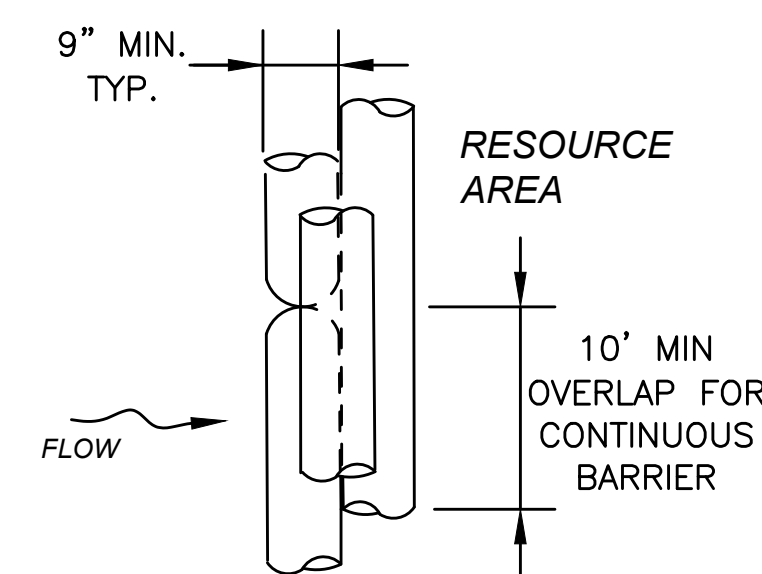 9” MIN.
TYP.
RESOURCE
AREA
10’ MIN
OVERLAP FOR
CONTINUOUS
BARRIER
FLOW